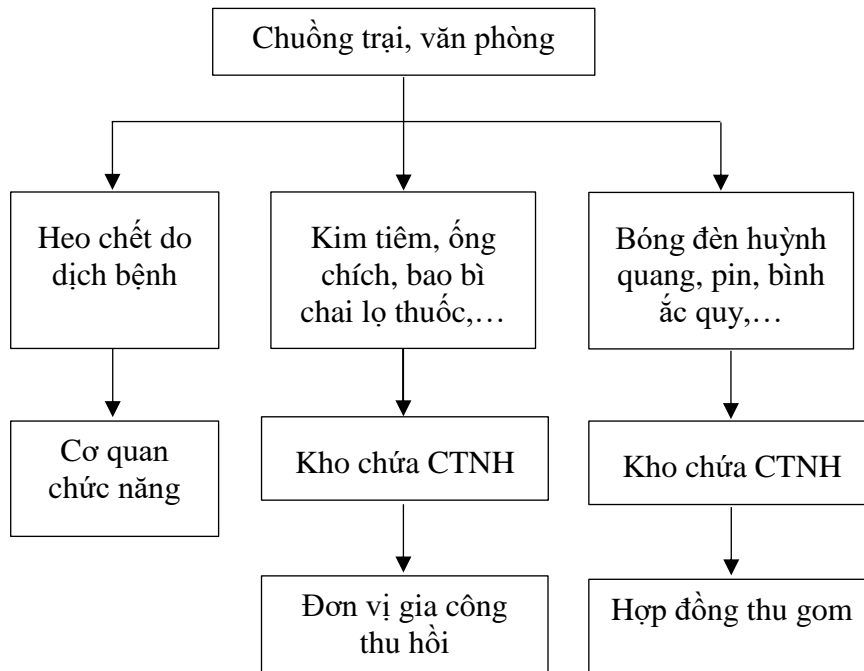 Chuồng trại, văn phòng
Heo chết do
dịch bệnh
Kim tiêm, ống
chích, bao bì
chai lọ thuốc,…
Bóng đèn huỳnh
quang, pin, bình
ắc quy,…
Cơ quan
chức năng
Kho chứa CTNH
Kho chứa CTNH
Đơn vị gia công
thu hồi
Hợp đồng thu gom